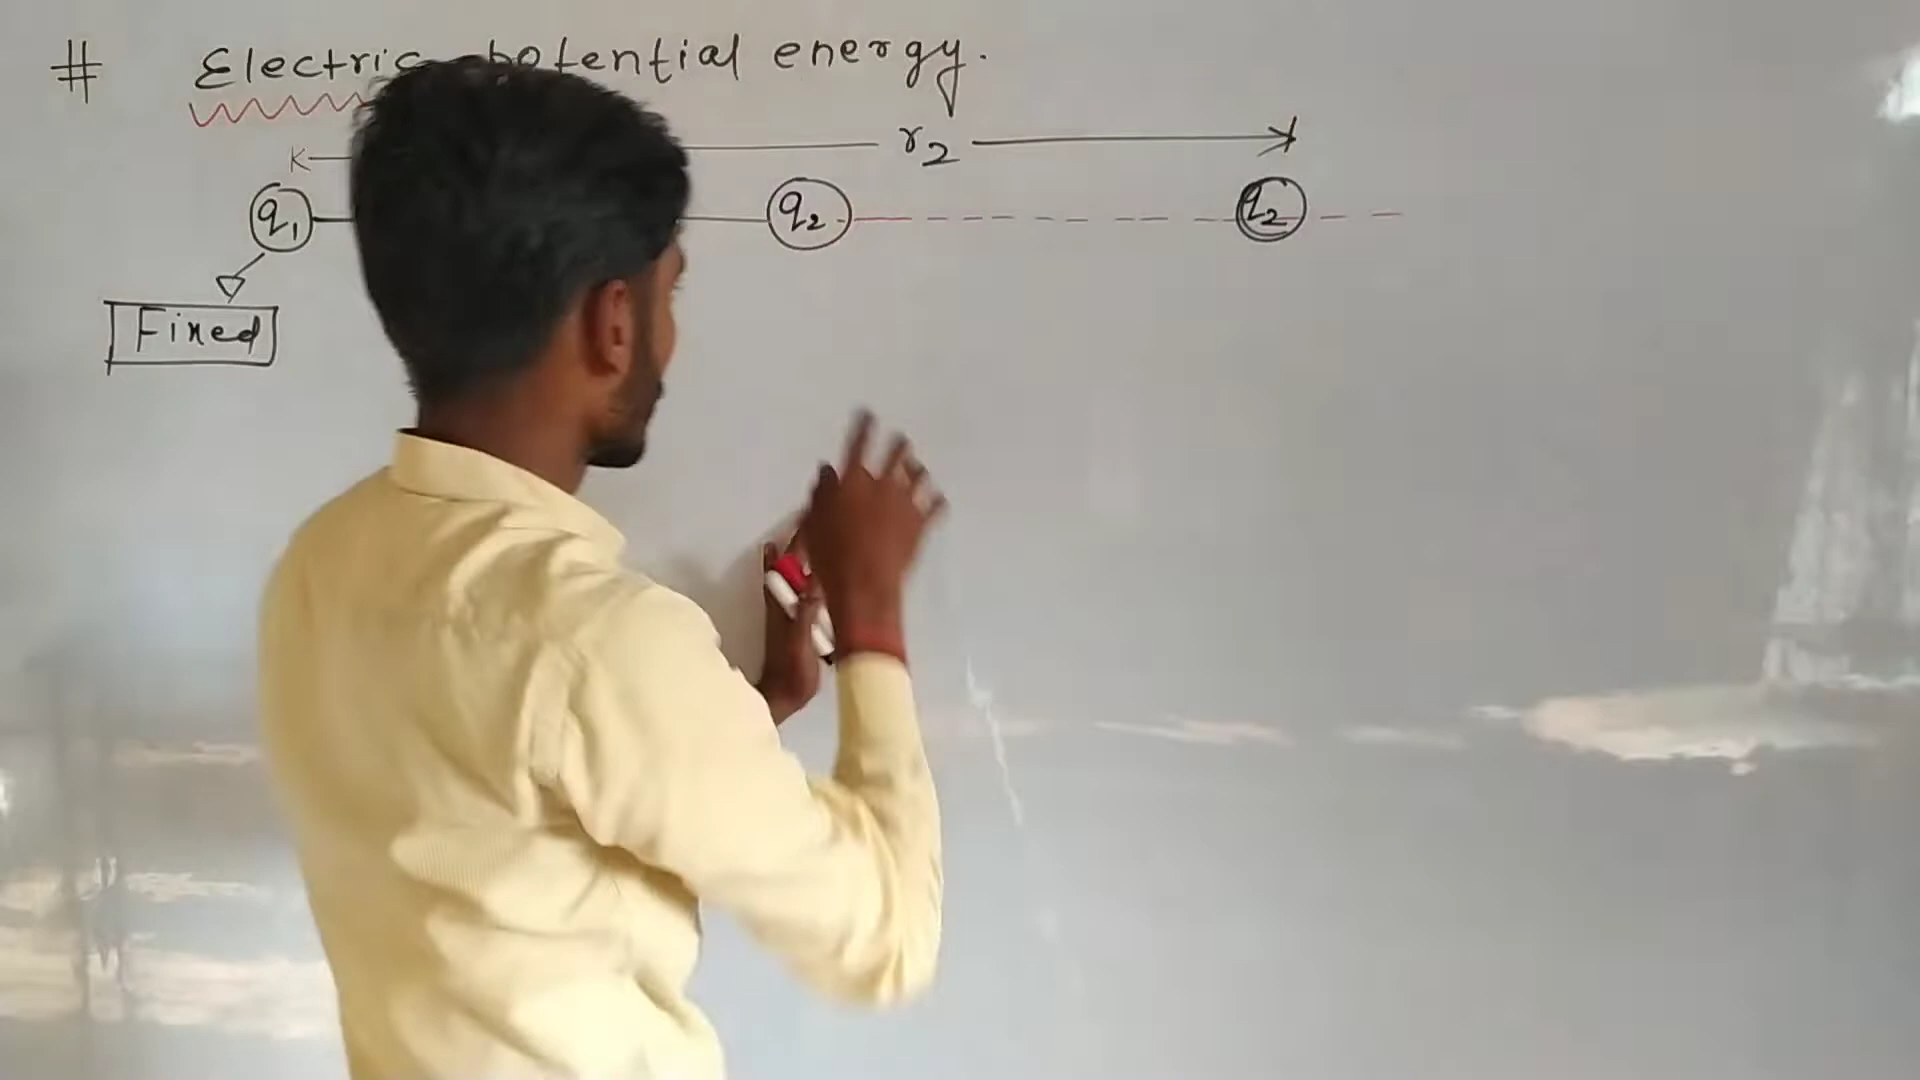 # Electric potential energy.
r2
q1 q2 q2
Fixed